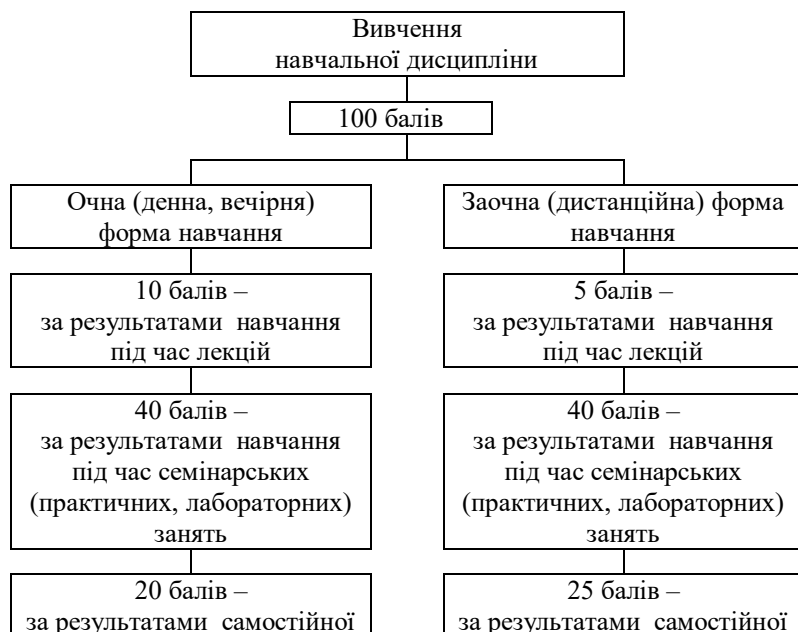 Вивчення
навчальної дисципліни
100 балів
Очна (денна, вечірня)
форма навчання
10 балів –
за результатами навчання
під час лекцій
40 балів –
за результатами навчання
під час семінарських
(практичних, лабораторних)
занять
20 балів –
за результатами самостійної
Заочна (дистанційна) форма
навчання
5 балів –
за результатами навчання
під час лекцій
40 балів –
за результатами навчання
під час семінарських
(практичних, лабораторних)
занять
25 балів –
за результатами самостійної